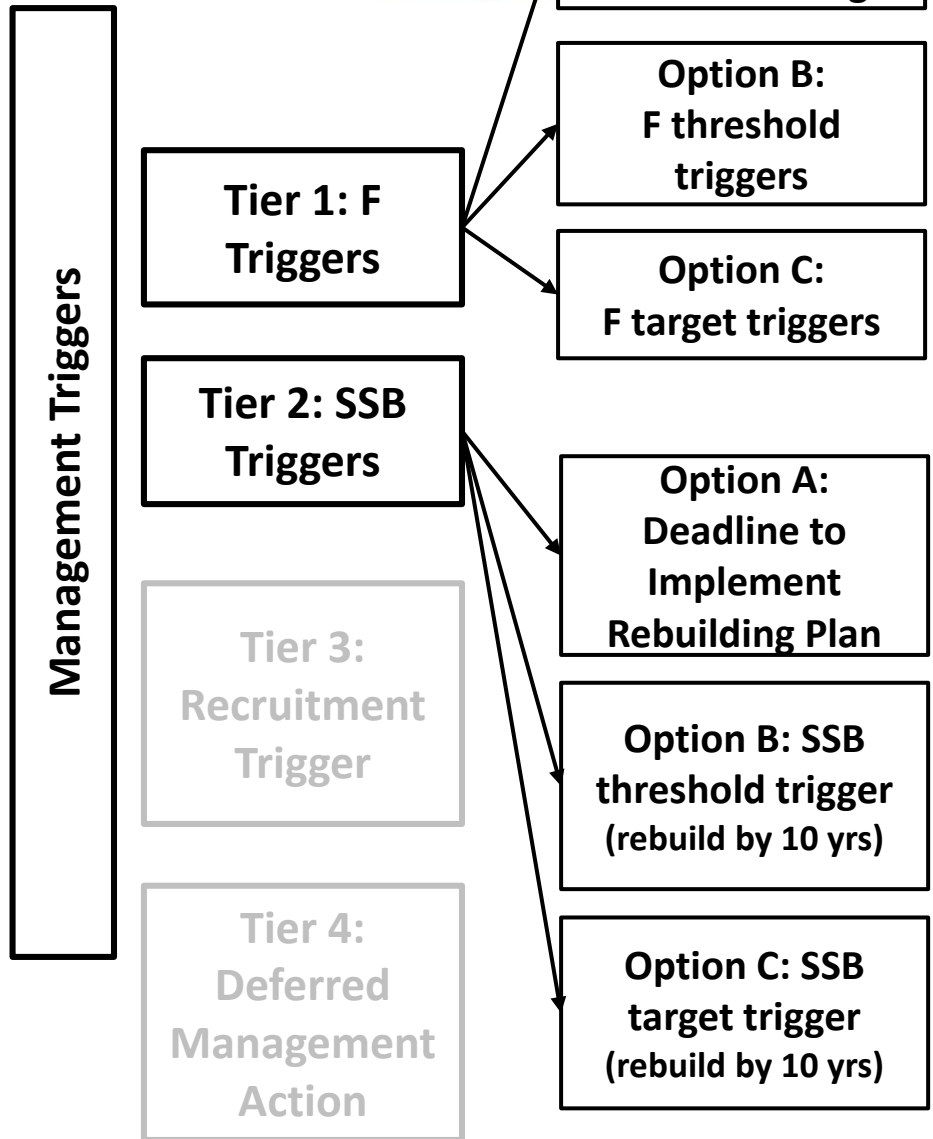 Management Triggers
Tier 1: F
Triggers
Option B:
F threshold
triggers
Option C:
F target triggers
Tier 2: SSB
Triggers
Option A:
Deadline to
Implement
Rebuilding Plan
Option B: SSB
threshold trigger
(rebuild by 10 yrs)
Option C: SSB
target trigger
(rebuild by 10 yrs)
Tier 3:
Recruitment
Trigger
Tier 4:
Deferred
Management
Action